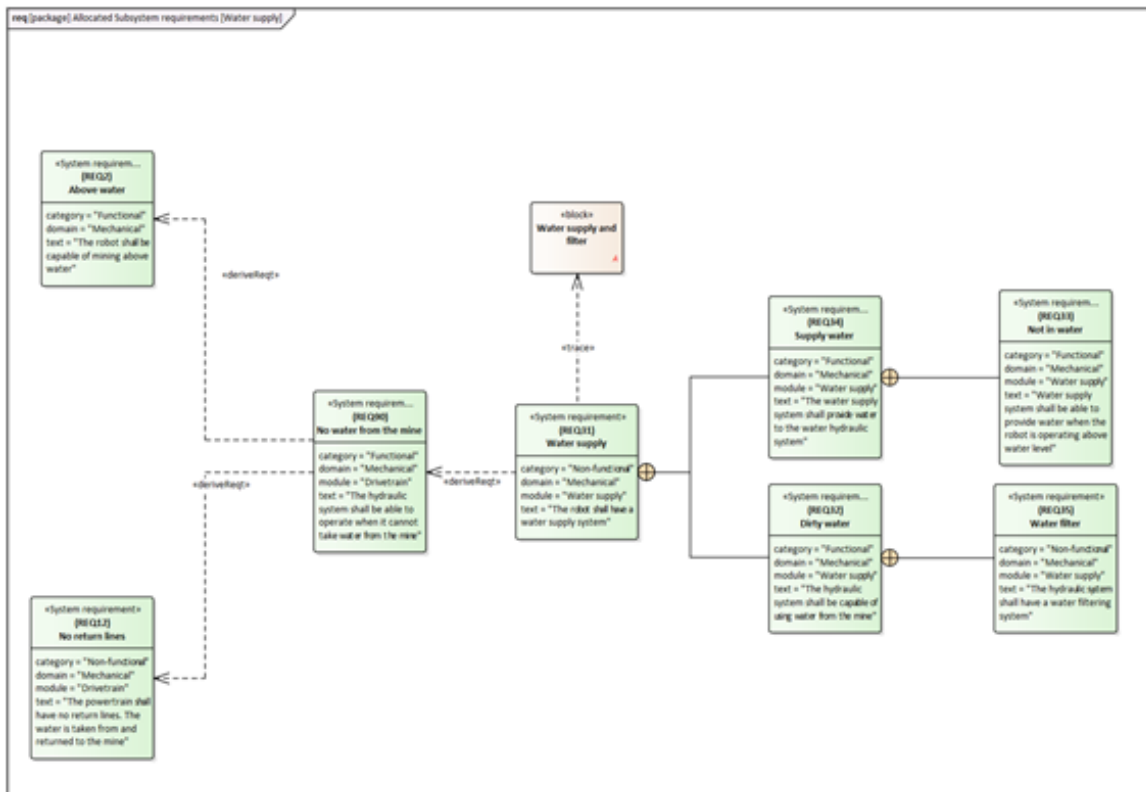 req [package] Allocated Subsystem requirements [Water supply]
«System requirem...
(REQ2)
Above water
category = "Functional"
domain = "Mechanical"
text = "The robot shall be
capable of mining above
water"
«deriveReqt»
«block»
Water supply and
filter
«trace»
«System requirem...
(REQ90)
No water from the mine
category = "Functional"
domain = "Mechanical"
module = "Drivetrain"
text = "The hydraulic
system shall be able to
operate when it cannot
take water from the mine"
«deriveReqt»
«deriveReqt»
«System requirement»
(REQ31)
Water supply
category = "Non-functional"
domain = "Mechanical"
module = "Water supply"
text = "The robot shall have a
water supply system"
«System requirem...
(REQ34)
Supply water
category = "Functional"
domain = "Mechanical"
module = "Water supply"
text = "The water supply
system shall provide water
to the water hydraulic
system"
«System requirem...
(REQ33)
Not in water
category = "Functional"
domain = "Mechanical"
module = "Water supply"
text = "Water supply
system shall be able to
provide water when the
robot is operating above
water level"
«System requirem...
(REQ32)
Dirty water
category = "Functional"
domain = "Mechanical"
module = "Water supply"
text = "The hydraulic
system shall be capable of
using water from the mine"
«System requirement»
(REQ35)
Water filter
category = "Non-functional"
domain = "Mechanical"
module = "Water supply"
text = "The hydraulic system
shall have a water filtering
system"
«System requirement»
(REQ12)
No return lines
category = "Non-functional"
domain = "Mechanical"
module = "Drivetrain"
text = "The powertrain shall
have no return lines. The
water is taken from and
returned to the mine"